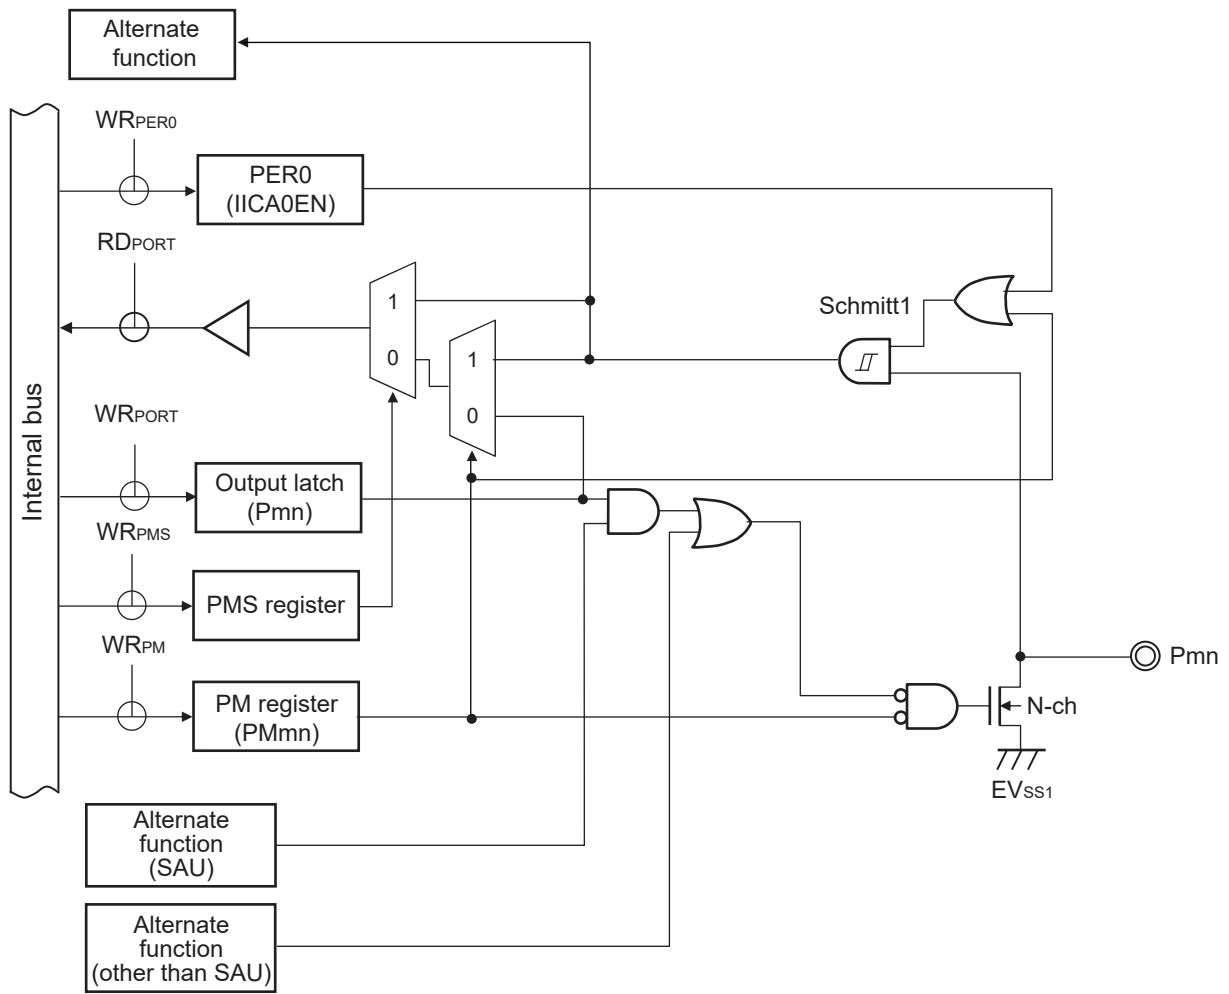 Alternate
function
WRPER0
PER0
(IICA0EN)
RDPORT
1
0
Schmitt1
1
0
WRPORT
Output latch
(Pmn)
Internal bus
WRPMS
PMS register
WRPM
PM register
(PMmn)
Pmn
N-ch
EVSS1
Alternate
function
(SAU)
Alternate
function
(other than SAU)